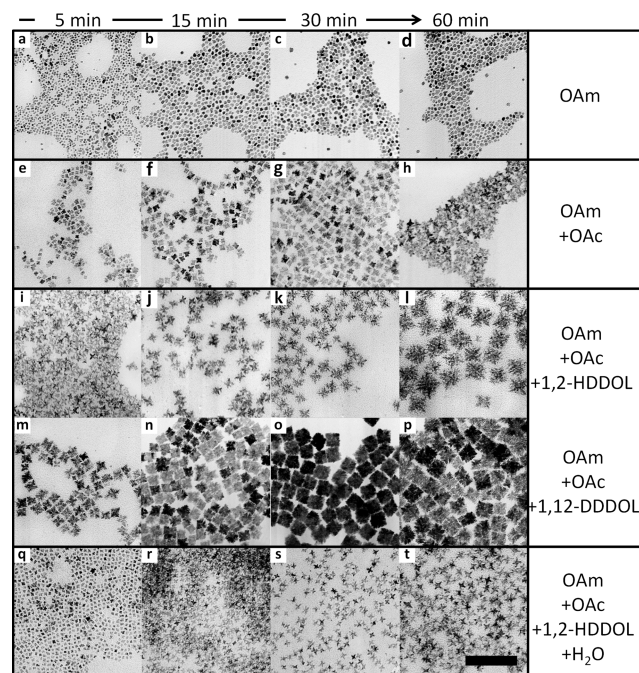 5 min 15 min 30 min 60 min
a b c d
OAm
e f g h
OAm
+OAc
i j k l
OAm
+OAc
+1,2-HDDOL
m n o p
OAm
+OAc
+1,12-DDDOL
q r s t
OAm
+OAc
+1,2-HDDOL
+H₂O